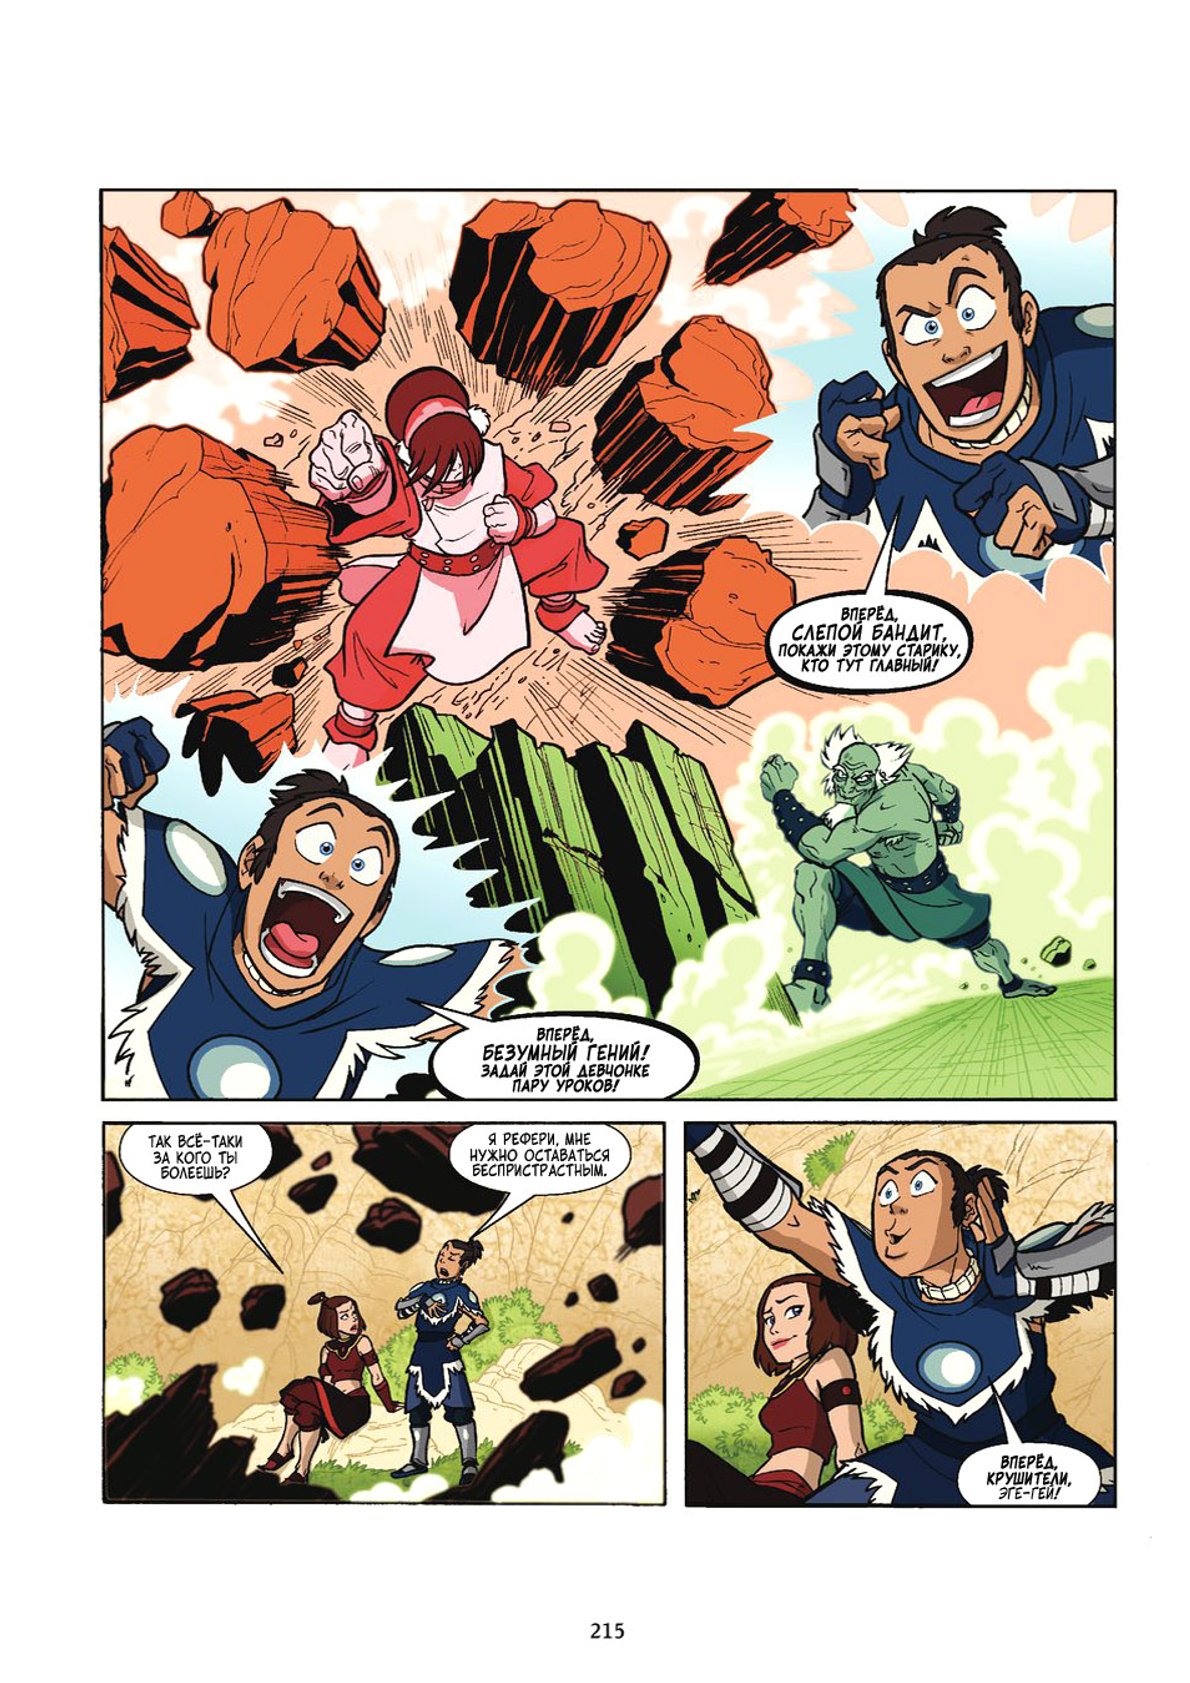 ВПЕРЁД,
СЛЕПОЙ БАНДИТ,
ПОКАЖИ ЭТОМУ СТАРИКУ,
КТО ТУТ ГЛАВНЫЙ!
ВПЕРЁД,
БЕЗУМНЫЙ ГЕНИЙ!
ЗАДАЙ ЭТОЙ ДЕВЧОНКЕ
ПАРУ УРОКОВ!
ТАК ВСЁ-ТАКИ
ЗА КОГО ТЫ
БОЛЕЕШЬ?
Я РЕФЕРИ, МНЕ
НУЖНО ОСТАВАТЬСЯ
БЕСПРИСТРАСТНЫМ.
ВПЕРЁД,
КРУШИТЕЛИ,
ЭГЕ-ГЕЙ!
215